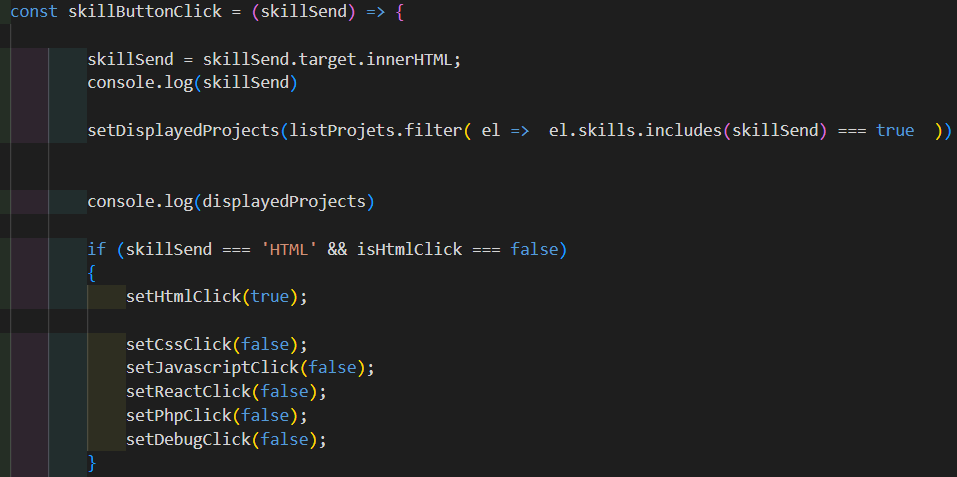 const skillButtonClick = (skillSend) => {
skillSend = skillSend.target.innerHTML;
console.log(skillSend)
setDisplayedProjects(listProjets.filter( el =>  el.skills.includes(skillSend) === true  ))
console.log(displayedProjects)
if (skillSend === 'HTML' && isHtmlClick === false)
{
setHtmlClick(true);
setCssClick(false);
setJavascriptClick(false);
setReactClick(false);
setPhpClick(false);
setDebugClick(false);
}